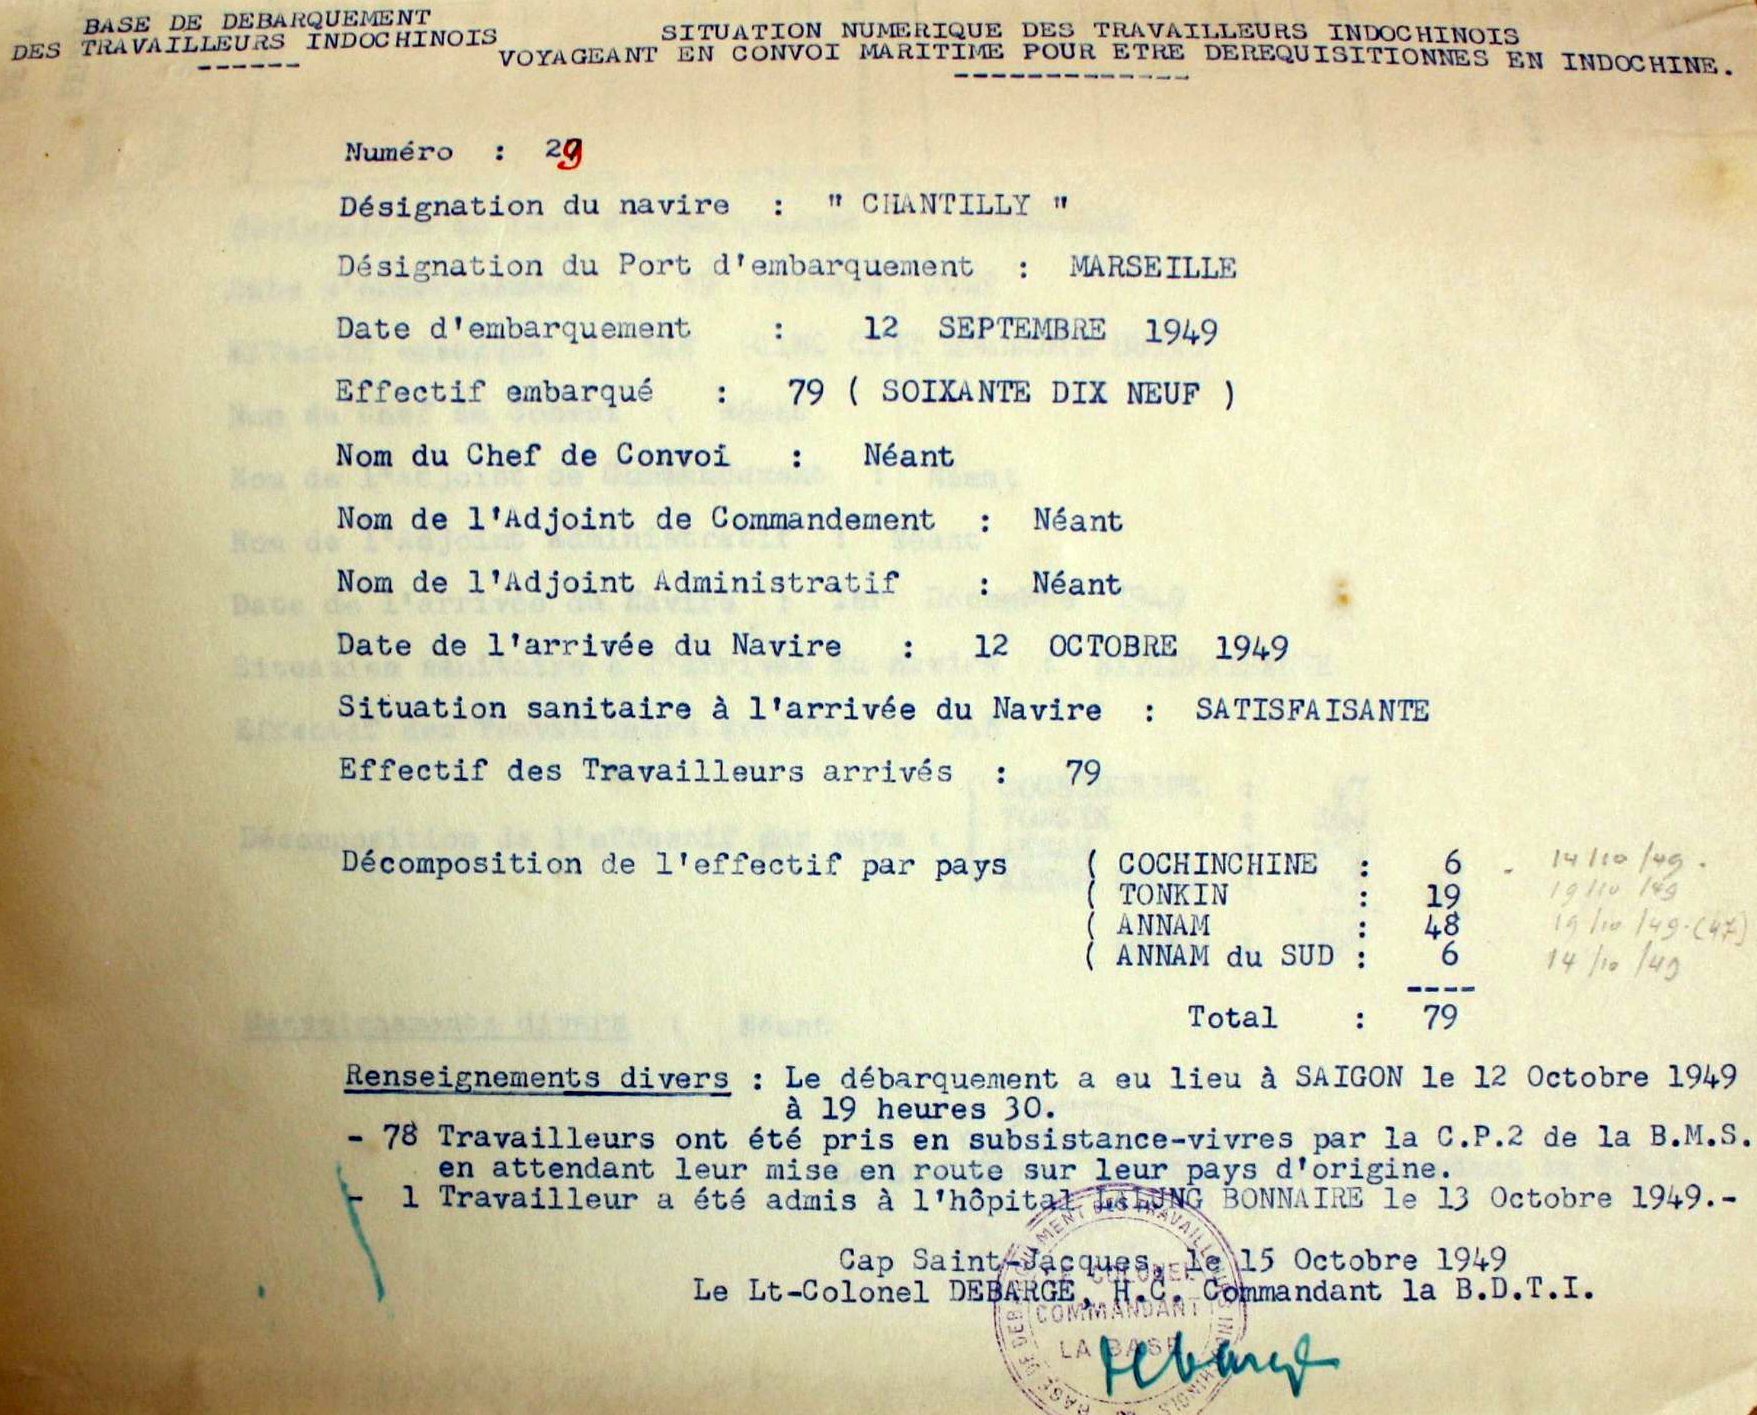 BASE DE DEBARQUEMENT
DES TRAVAILLEURS INDOCHINOIS
SITUATION NUMERIQUE DES TRAVAILLEURS INDOCHINOIS
VOYAGEANT EN CONVOI MARITIME POUR ETRE DEREQUISITIONNES EN INDOCHINE.
Numéro : 29
Désignation du navire : " CHANTILLY "
Désignation du Port d'embarquement : MARSEILLE
Date d'embarquement : 12 SEPTEMBRE 1949
Effectif embarqué : 79 ( SOIXANTE DIX NEUF )
Nom du Chef de Convoi : Néant
Nom de l'Adjoint de Commandement : Néant
Nom de l'Adjoint Administratif : Néant
Date de l'arrivée du Navire : 12 OCTOBRE 1949
Situation sanitaire à l'arrivée du Navire : SATISFAISANTE
Effectif des Travailleurs arrivés : 79
Décomposition de l'effectif par pays ( COCHINCHINE : 6 - 14/10/49.
( TONKIN : 19 19/10/49
( ANNAM : 48 19/10/49.(47)
( ANNAM du SUD : 6 14/10/49
----
Total : 79
Renseignements divers : Le débarquement a eu lieu à SAIGON le 12 Octobre 1949
à 19 heures 30.
- 78 Travailleurs ont été pris en subsistance-vivres par la C.P.2 de la B.M.S.
en attendant leur mise en route sur leur pays d'origine.
- 1 Travailleur a été admis à l'hôpital LALUNG BONNAIRE le 13 Octobre 1949.-
Cap Saint-Jacques, le 15 Octobre 1949
Le Lt-Colonel DEBARGE, H.C. Commandant la B.D.T.I.
COLONEL
COMMANDANT
LA BASE
Debarge